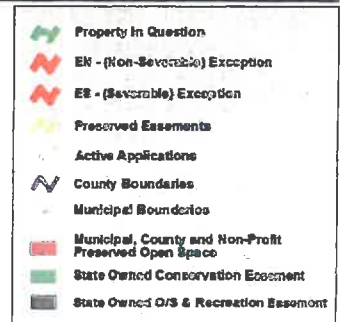 Property In Question
EN - (Non-Severable) Exception
ES - (Severable) Exception
Preserved Easements
Active Applications
County Boundaries
Municipal Boundaries
Municipal, County and Non-Profit
Preserved Open Space
State Owned Conservation Easement
State Owned O/S & Recreation Easement